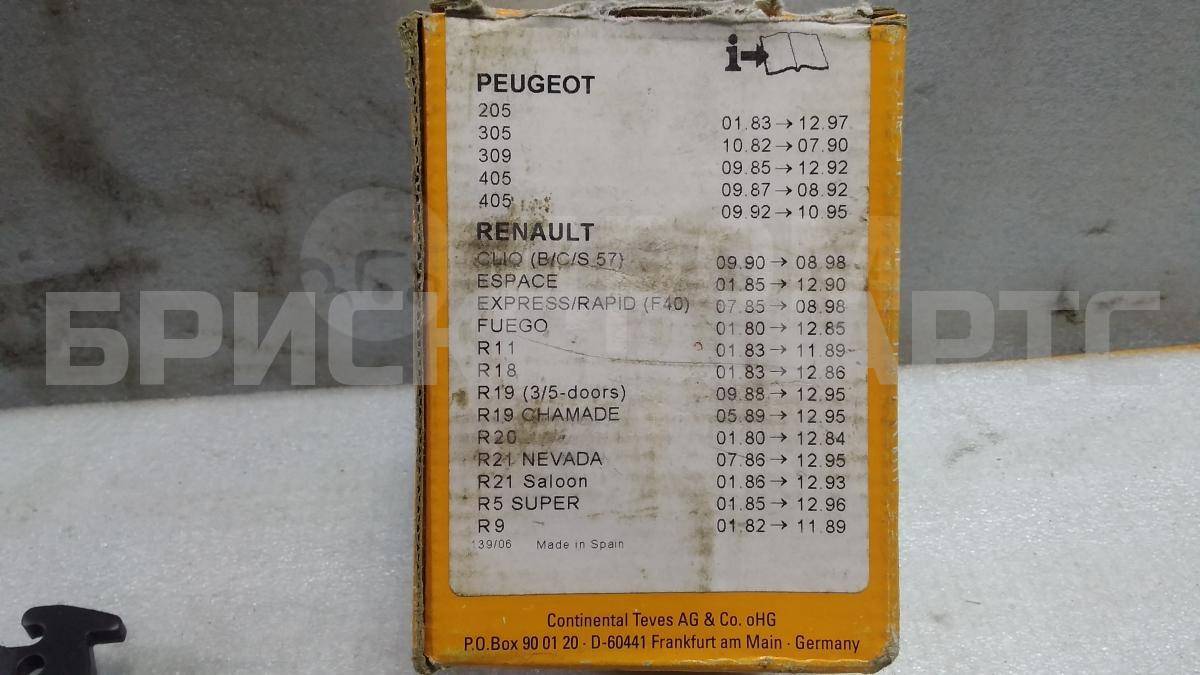 PEUGEOT
205 01.83→12.97
305 10.82→07.90
309 09.85→12.92
405 09.87→08.92
405 09.92→10.95
RENAULT
CLIO (B/C/S 57) 09.90→08.98
ESPACE 01.85→12.90
EXPRESS/RAPID (F40) 07.85→08.98
FUEGO 01.80→12.85
R11 01.83→11.89
R18 01.83→12.86
R19 (3/5-doors) 09.88→12.95
R19 CHAMADE 05.89→12.95
R20 01.80→12.84
R21 NEVADA 07.86→12.95
R21 Saloon 01.86→12.93
R5 SUPER 01.85→12.96
R9 01.82→11.89
139/06 Made in Spain
Continental Teves AG & Co. oHG
P.O.Box 90 01 20 · D-60441 Frankfurt am Main · Germany